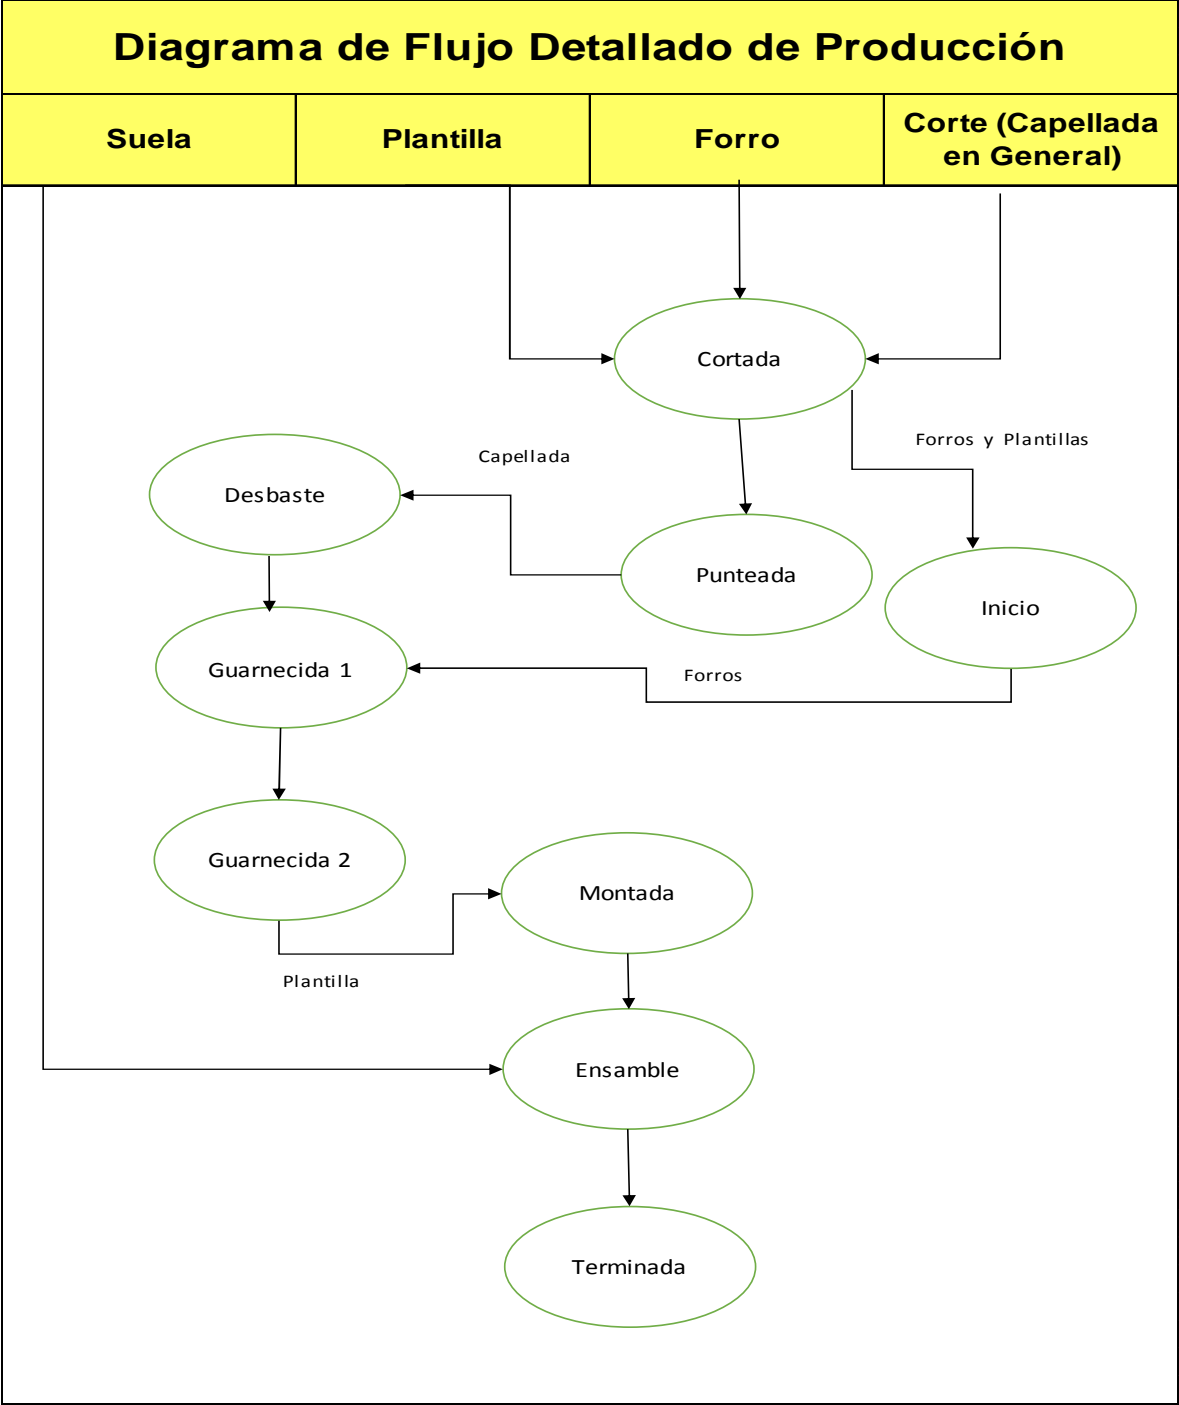 Diagrama de Flujo Detallado de Producción
Suela
Plantilla
Forro
Corte (Capellada
en General)
Cortada
Forros y Plantillas
Capellada
Desbaste
Punteada
Inicio
Guarnecida 1
Forros
Guarnecida 2
Montada
Plantilla
Ensamble
Terminada